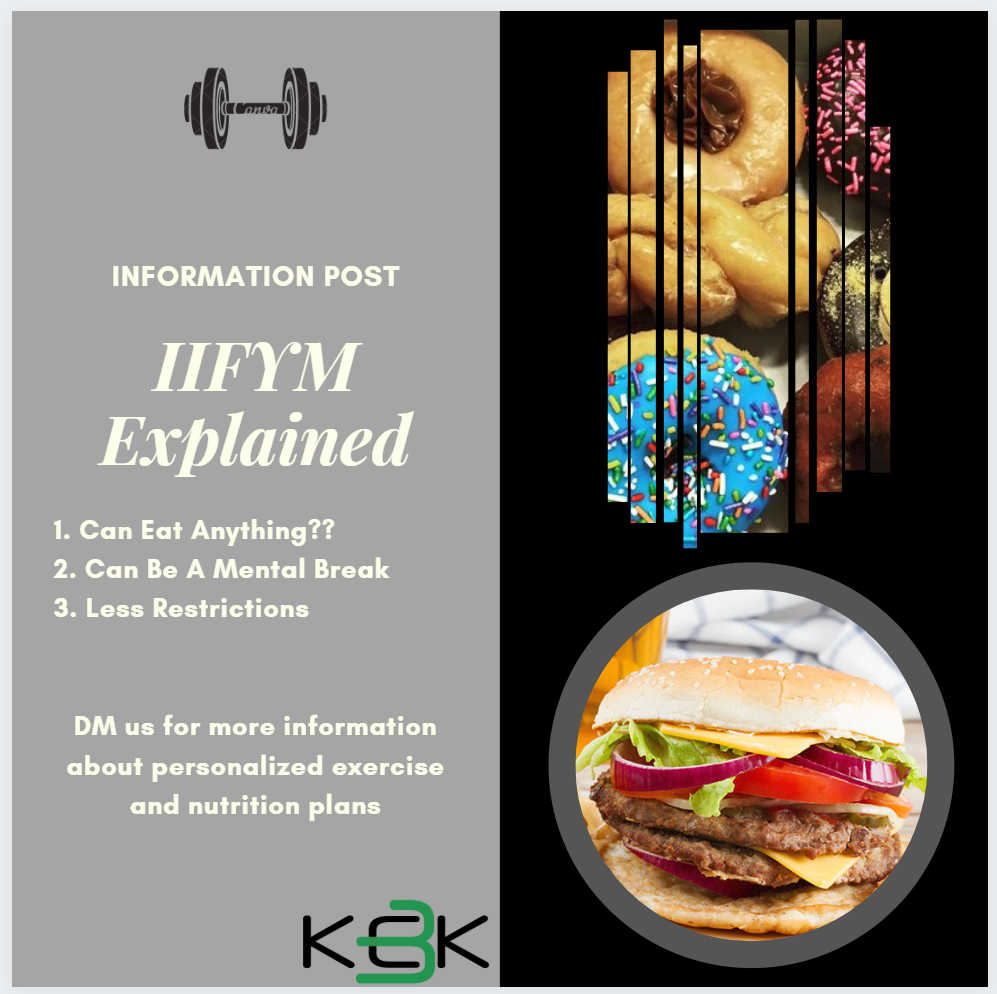 anva
INFORMATION POST
IIFYM
Explained
1. Can Eat Anything??
2. Can Be A Mental Break
3. Less Restrictions
DM us for more information
about personalized exercise
and nutrition plans